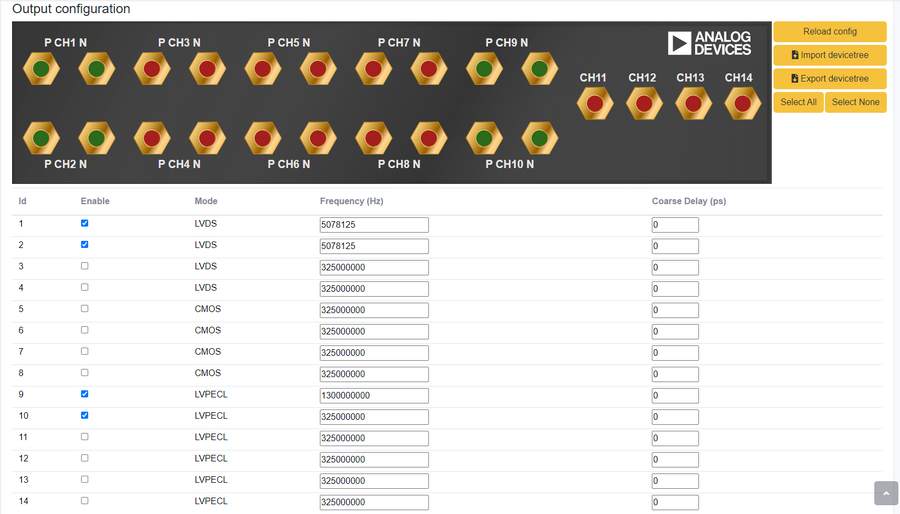 Output configuration
P CH1 N P CH3 N P CH5 N P CH7 N P CH9 N
ANALOG
DEVICES
CH11 CH12 CH13 CH14
P CH2 N P CH4 N P CH6 N P CH8 N P CH10 N
Reload config
Import devicetree
Export devicetree
Select All Select None
Id Enable Mode Frequency (Hz) Coarse Delay (ps)
1 LVDS 5078125 0
2 LVDS 5078125 0
3 LVDS 325000000 0
4 LVDS 325000000 0
5 CMOS 325000000 0
6 CMOS 325000000 0
7 CMOS 325000000 0
8 CMOS 325000000 0
9 LVPECL 1300000000 0
10 LVPECL 325000000 0
11 LVPECL 325000000 0
12 LVPECL 325000000 0
13 LVPECL 325000000 0
14 LVPECL 325000000 0